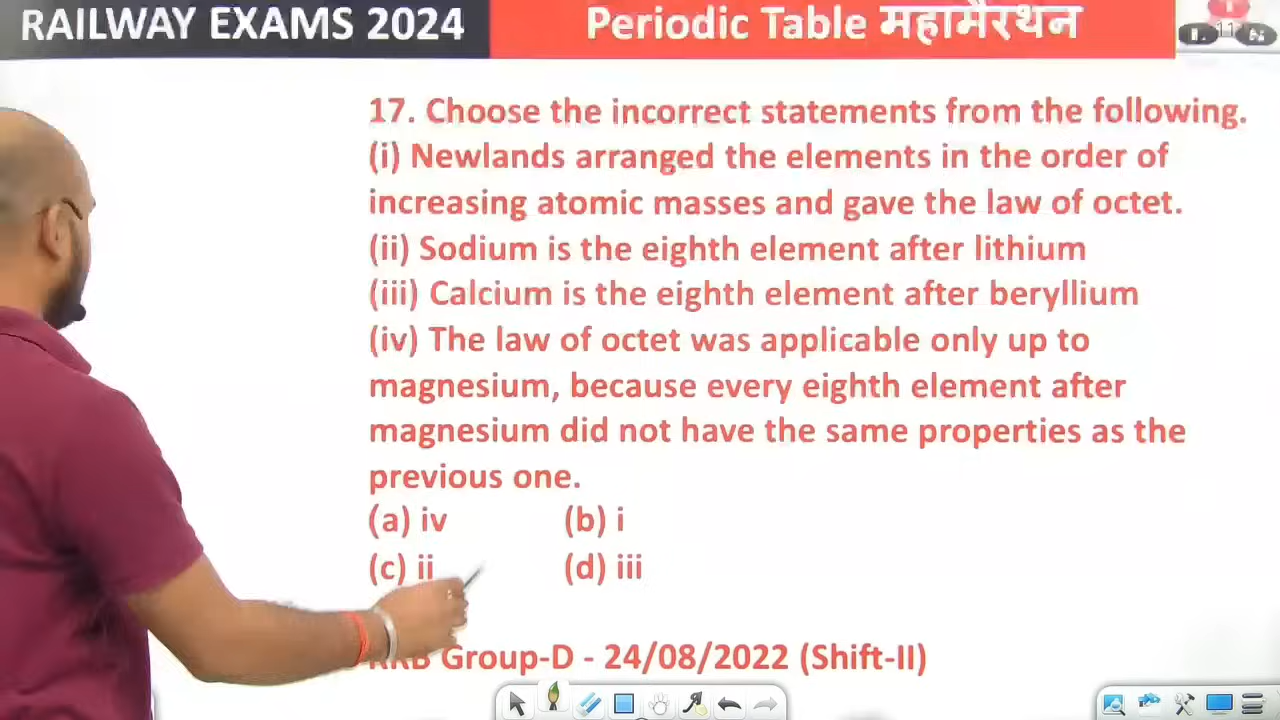 RAILWAY EXAMS 2024
Periodic Table महामैरथन
11
17. Choose the incorrect statements from the following.
(i) Newlands arranged the elements in the order of
increasing atomic masses and gave the law of octet.
(ii) Sodium is the eighth element after lithium
(iii) Calcium is the eighth element after beryllium
(iv) The law of octet was applicable only up to
magnesium, because every eighth element after
magnesium did not have the same properties as the
previous one.
(a) iv (b) i
(c) ii (d) iii
RRB Group-D - 24/08/2022 (Shift-II)